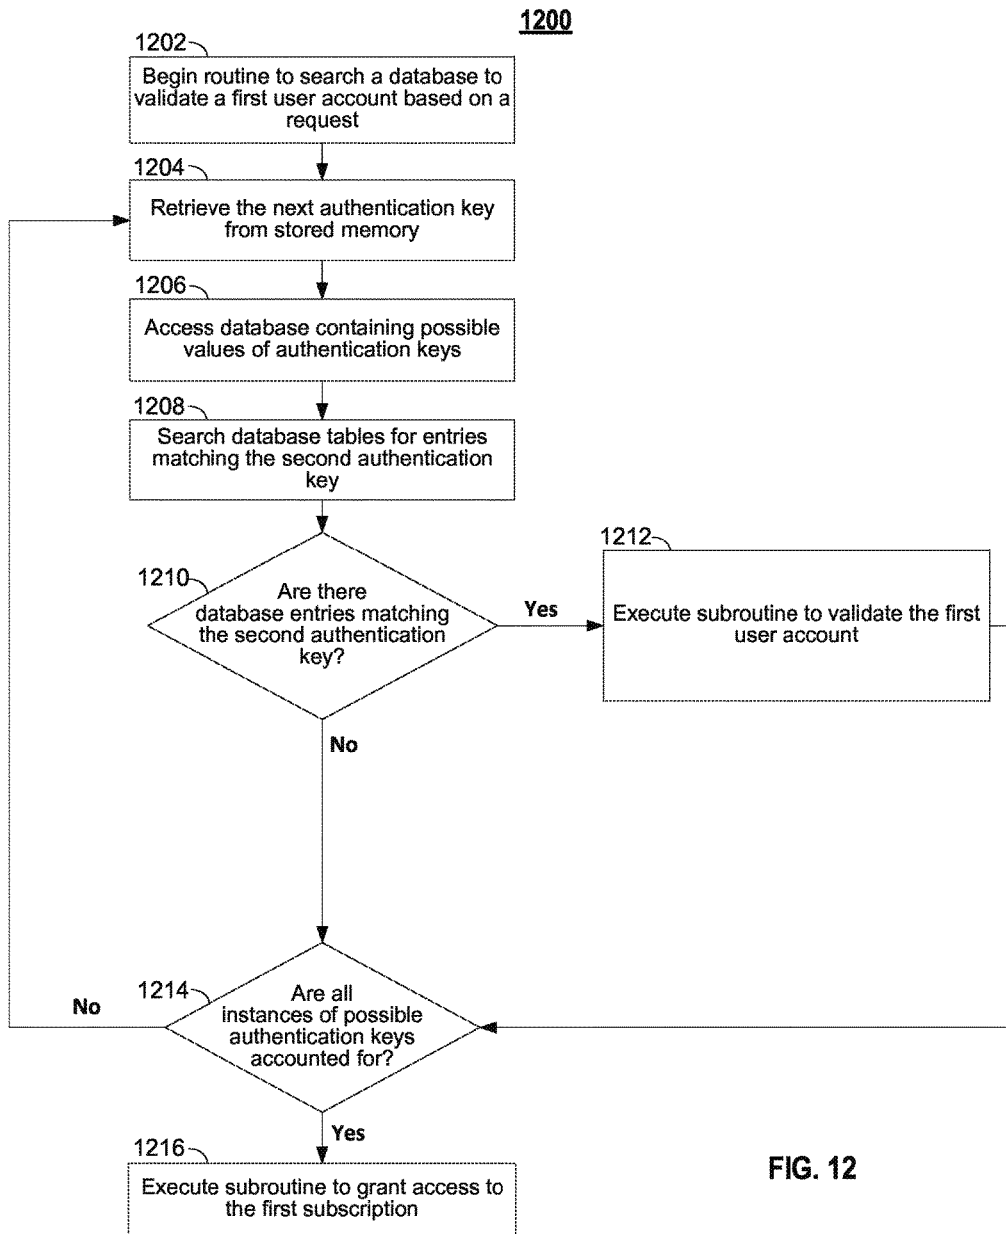 1200
1202
Begin routine to search a database to
validate a first user account based on a
request
1204
Retrieve the next authentication key
from stored memory
1206
Access database containing possible
values of authentication keys
1208
Search database tables for entries
matching the second authentication
key
1210
Are there
database entries matching
the second authentication
key?
Yes
1212
Execute subroutine to validate the first
user account
No
1214
Are all
instances of possible
authentication keys
accounted for?
No
Yes
1216
Execute subroutine to grant access to
the first subscription
FIG. 12